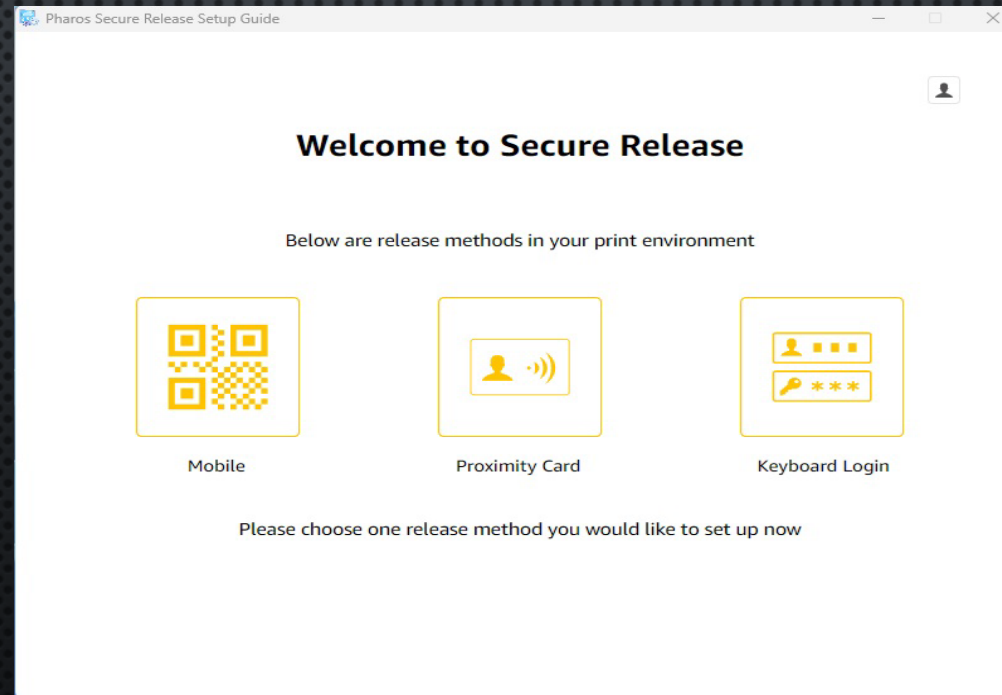 Pharos Secure Release Setup Guide
Welcome to Secure Release
Below are release methods in your print environment
Mobile
Proximity Card
Keyboard Login
Please choose one release method you would like to set up now